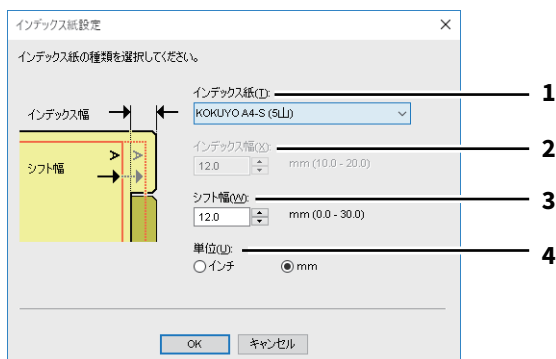 インデックス紙設定
インデックス紙の種類を選択してください。
インデックス紙(T):
KOKUYO A4-S (5山)
1
インデックス幅
インデックス幅(X):
12.0 mm (10.0 - 20.0)
2
A A
シフト幅
シフト幅(W):
12.0 mm (0.0 - 30.0)
3
単位(U):
インチ mm
4
OK キャンセル